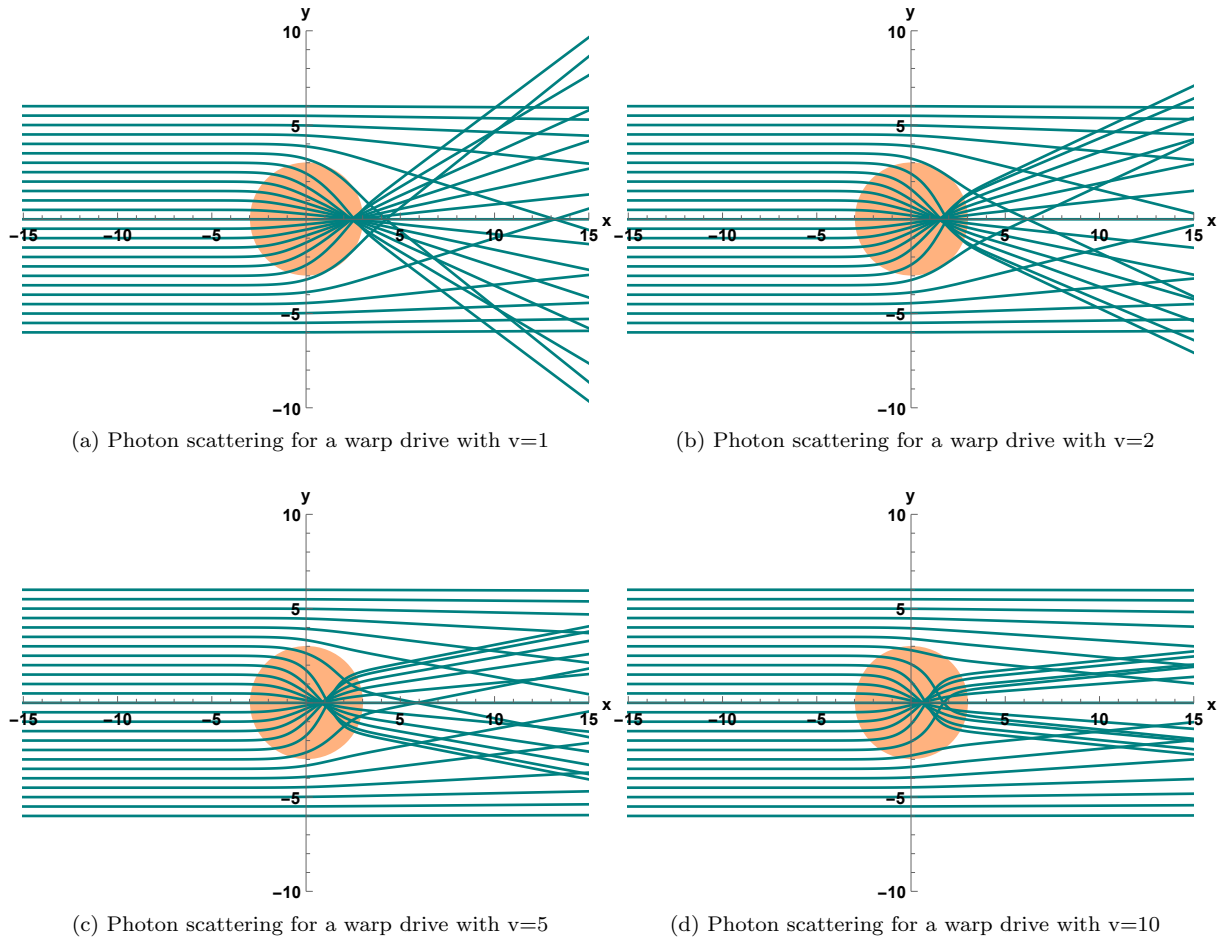 y
10
5
−15 −10 −5 5 10 15 x
−5
−10
(a) Photon scattering for a warp drive with v=1
y
10
5
−15 −10 −5 5 10 15 x
−5
−10
(b) Photon scattering for a warp drive with v=2
y
10
5
−15 −10 −5 5 10 15 x
−5
−10
(c) Photon scattering for a warp drive with v=5
y
10
5
−15 −10 −5 5 10 15 x
−5
−10
(d) Photon scattering for a warp drive with v=10